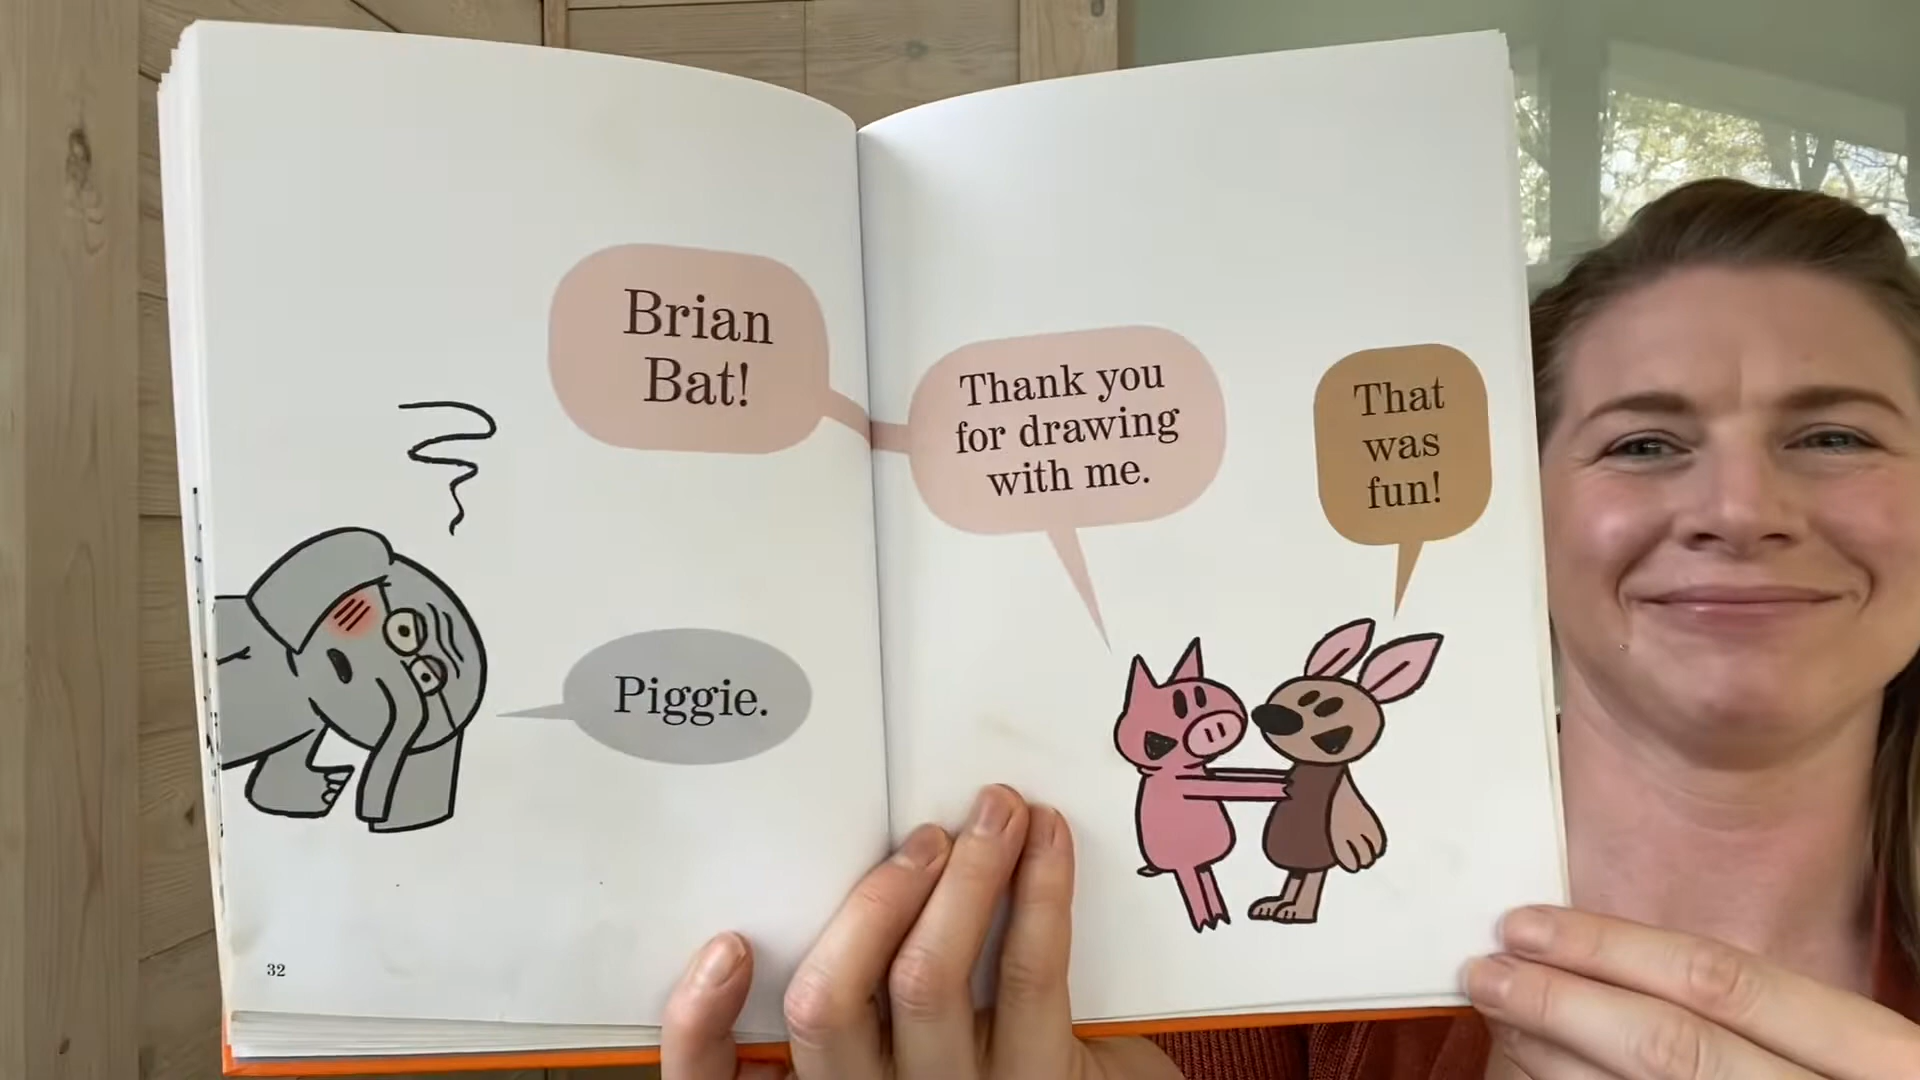 Brian
Bat!
Piggie.
32
Thank you
for drawing
with me.
That
was
fun!